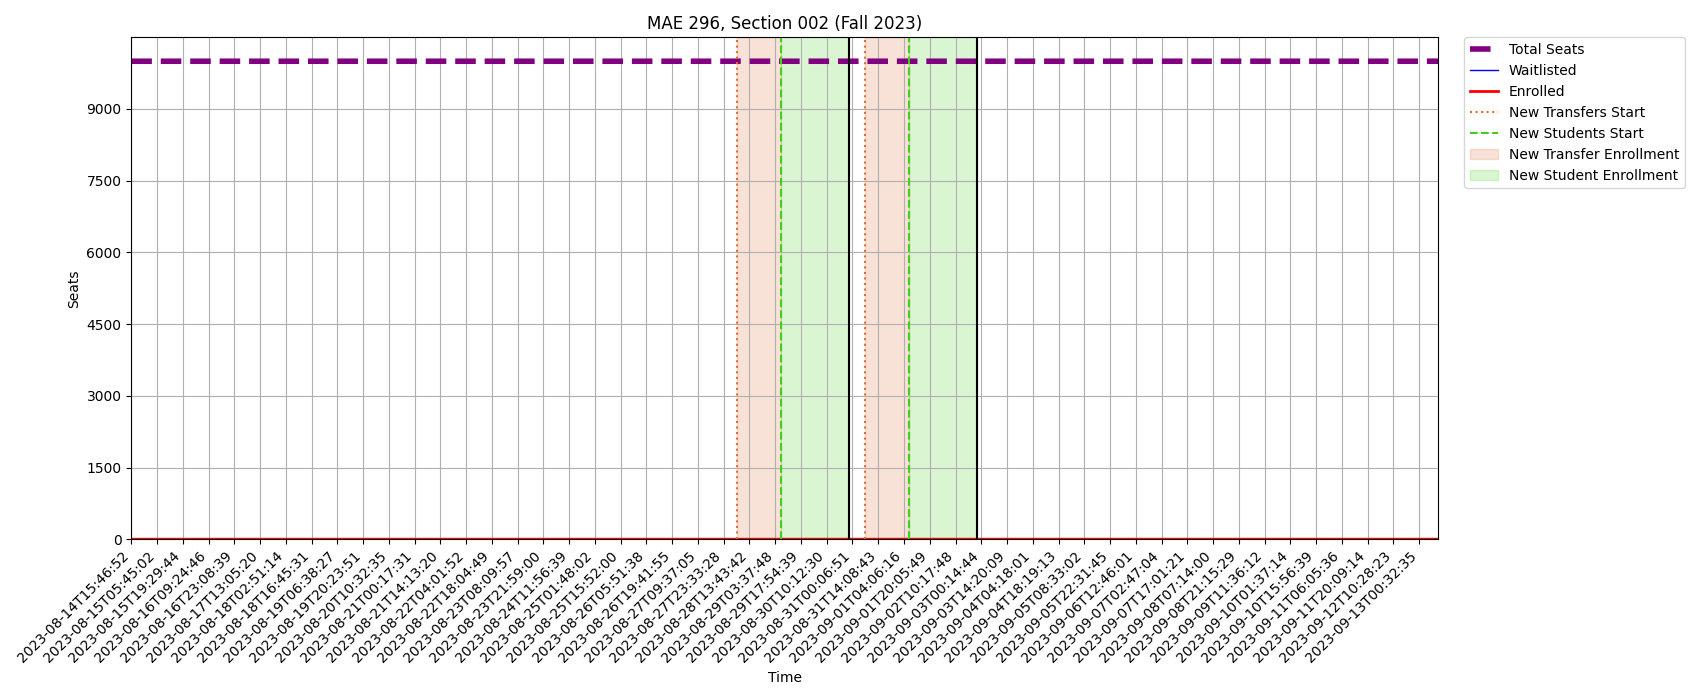 MAE 296, Section 002 (Fall 2023)
Total Seats
Waitlisted
Enrolled
New Transfers Start
New Students Start
New Transfer Enrollment
New Student Enrollment
Seats
9000
7500
6000
4500
3000
1500
0
2023-08-14T15:46:52
2023-08-15T05:45:02
2023-08-15T19:29:44
2023-08-16T09:24:46
2023-08-16T23:08:39
2023-08-17T13:05:20
2023-08-18T02:51:14
2023-08-18T16:45:31
2023-08-19T06:38:27
2023-08-19T20:23:51
2023-08-20T10:32:35
2023-08-21T00:17:31
2023-08-21T14:13:20
2023-08-22T04:01:52
2023-08-22T18:04:49
2023-08-23T08:09:57
2023-08-23T21:59:00
2023-08-24T11:56:39
2023-08-25T01:48:02
2023-08-25T15:52:00
2023-08-26T05:51:38
2023-08-26T19:41:55
2023-08-27T09:37:05
2023-08-27T23:33:28
2023-08-28T13:43:42
2023-08-29T03:37:48
2023-08-29T17:54:39
2023-08-30T10:12:30
2023-08-31T00:06:51
2023-08-31T14:08:43
2023-09-01T04:06:16
2023-09-01T20:05:49
2023-09-02T10:17:48
2023-09-03T00:14:44
2023-09-03T14:20:09
2023-09-04T04:18:01
2023-09-04T18:19:13
2023-09-05T08:33:02
2023-09-05T22:31:45
2023-09-06T12:46:01
2023-09-07T02:47:04
2023-09-07T17:01:21
2023-09-08T07:14:00
2023-09-08T21:15:29
2023-09-09T11:36:12
2023-09-10T01:37:14
2023-09-10T15:56:39
2023-09-11T06:05:36
2023-09-11T20:09:14
2023-09-12T10:28:23
2023-09-13T00:32:35
Time